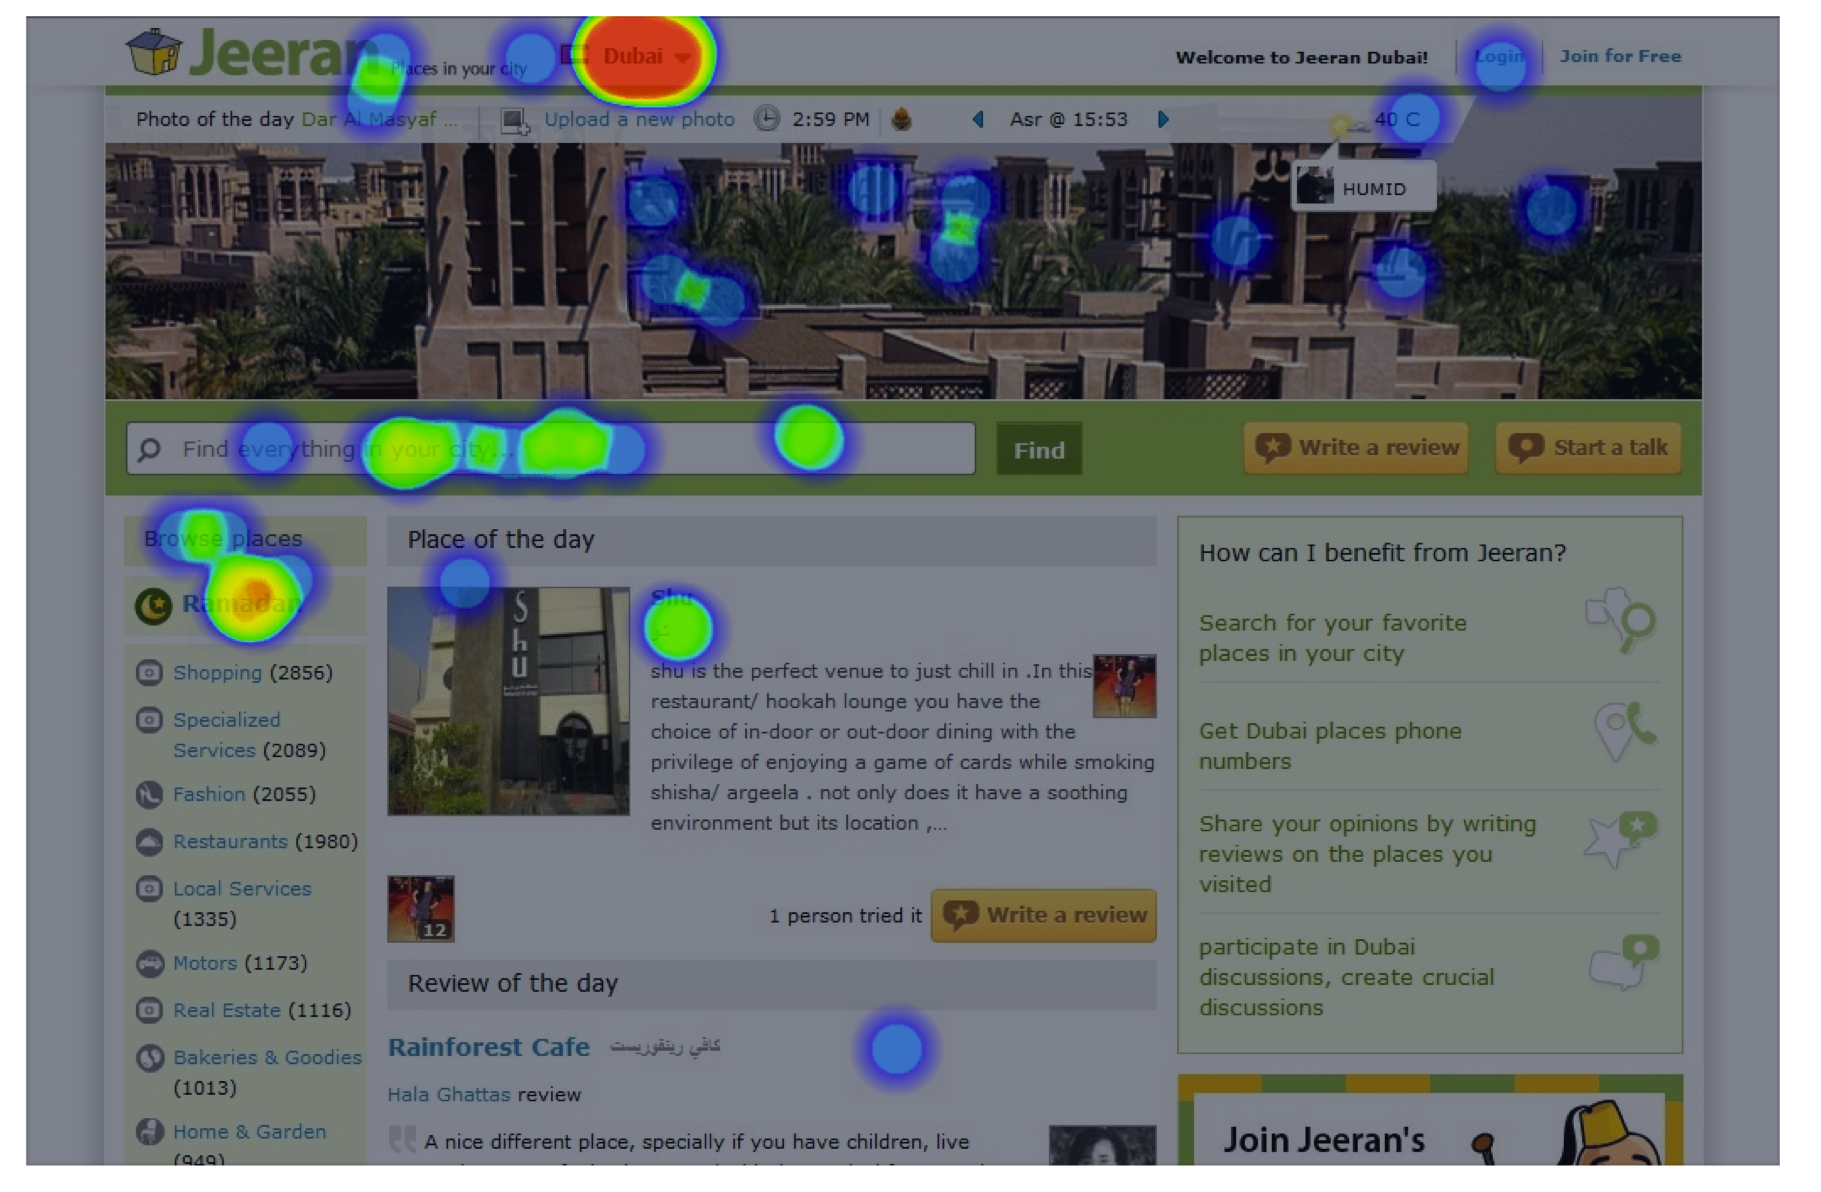 Jeeran
Places in your city
Dubai
Welcome to Jeeran Dubai!
Login
Join for Free
Photo of the day Dar Al Masyaf ...
Upload a new photo
2:59 PM
Asr @ 15:53
40 C
HUMID
Find everything in your city...
Find
Write a review
Start a talk
Browse places
Ramadan
Shopping (2856)
Specialized
Services (2089)
Fashion (2055)
Restaurants (1980)
Local Services
(1335)
Motors (1173)
Real Estate (1116)
Bakeries & Goodies
(1013)
Home & Garden
(949)
Place of the day
Shu
Shu
شو
shu is the perfect venue to just chill in .In this
restaurant/ hookah lounge you have the
choice of in-door or out-door dining with the
privilege of enjoying a game of cards while smoking
shisha/ argeela . not only does it have a soothing
environment but its location ,...
12
1 person tried it
Write a review
Review of the day
Rainforest Cafe كافي رينفوريست
Hala Ghattas review
A nice different place, specially if you have children, live
How can I benefit from Jeeran?
Search for your favorite
places in your city
Get Dubai places phone
numbers
Share your opinions by writing
reviews on the places you
visited
participate in Dubai
discussions, create crucial
discussions
Join Jeeran's